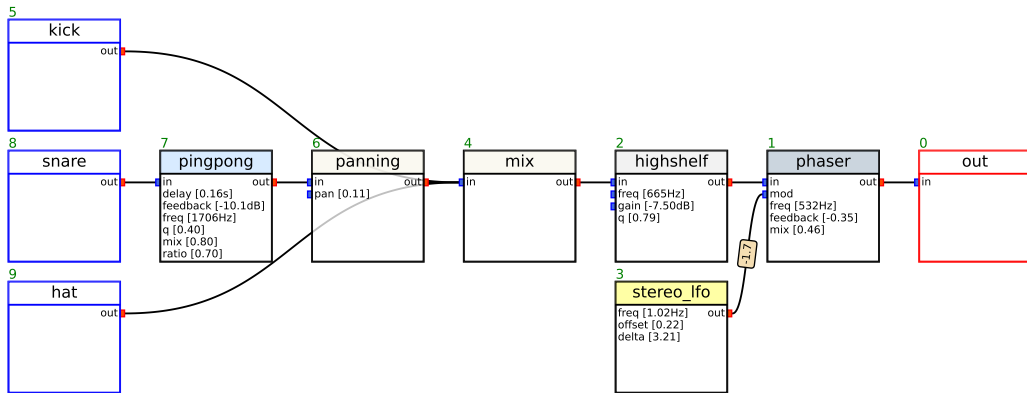 5
kick
out
8
snare
out
7
pingpong
in out
delay [0.16s]
feedback [-10.1dB]
freq [1706Hz]
q [0.40]
mix [0.80]
ratio [0.70]
6
panning
in out
pan [0.11]
4
mix
in out
2
highshelf
in out
freq [665Hz]
gain [-7.50dB]
q [0.79]
1
phaser
in out
mod
freq [532Hz]
feedback [-0.35]
mix [0.46]
0
out
in
9
hat
out
3
stereo_lfo
freq [1.02Hz] out
offset [0.22]
delta [3.21]
-1.7